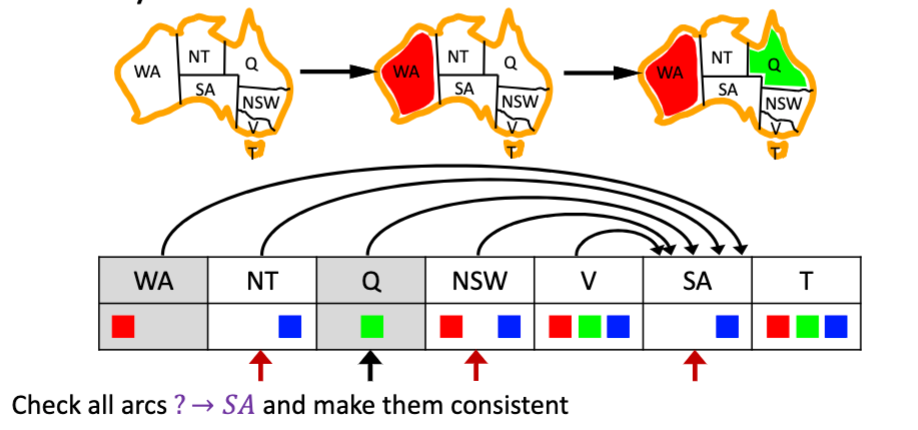 WA NT Q SA NSW V T
WA NT Q SA NSW V T
WA NT Q SA NSW V T
WA NT Q NSW V SA T
Check all arcs ? → SA and make them consistent